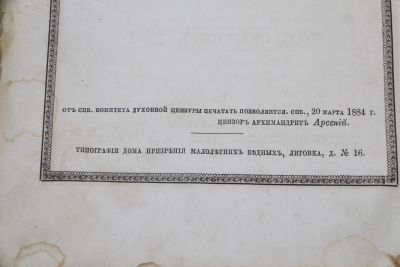 ОТЪ СПБ. КОМИТЕТА ДУХОВНОЙ ЦЕНЗУРЫ ПЕЧАТАТЬ ПОЗВОЛЯЕТСЯ. СПБ., 20 МАРТА 1884 Г.
ЦЕНЗОРЪ АРХИМАНДРИТЪ Арсеній.
ТИПОГРАФІЯ ДОМА ПРИЗРѢНІЯ МАЛОЛѢТНИХЪ БѢДНЫХЪ, ЛИГОВКА, Д. № 16.